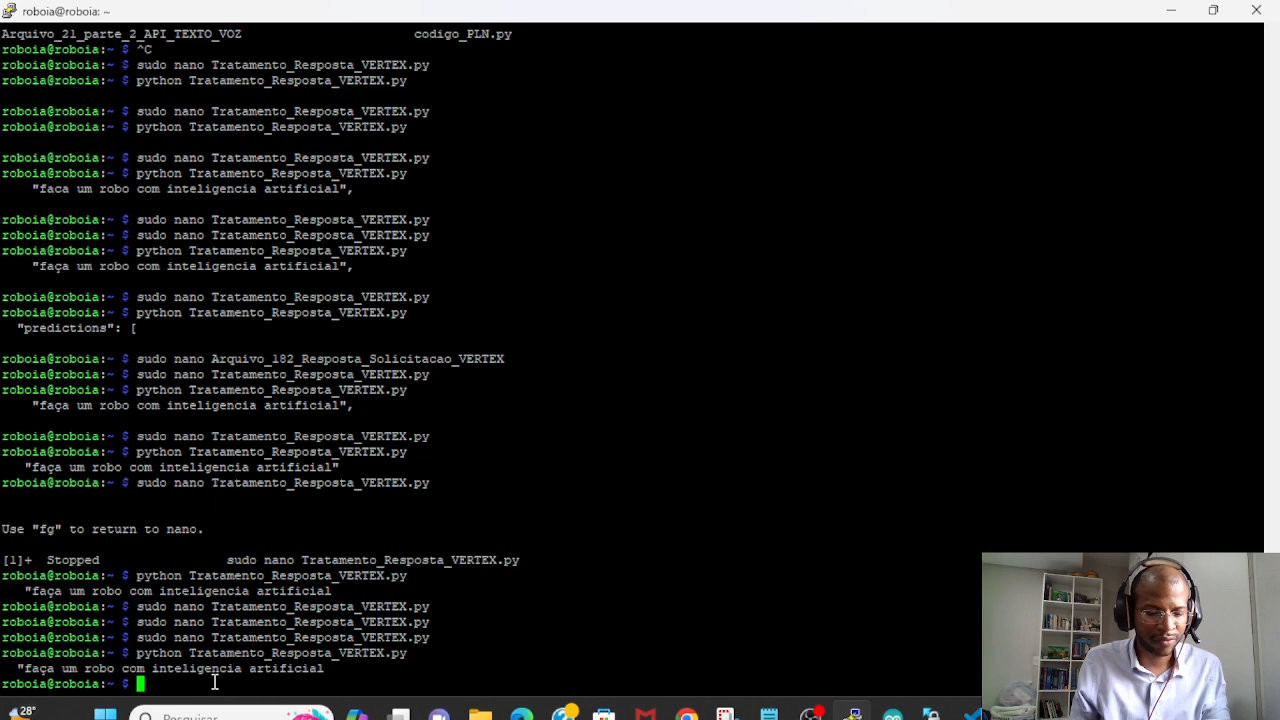 roboia@roboia: ~
Arquivo_21_parte_2_API_TEXTO_VOZ codigo_PLN.py
roboia@roboia:~ $ ^C
roboia@roboia:~ $ sudo nano Tratamento_Resposta_VERTEX.py
roboia@roboia:~ $ python Tratamento_Resposta_VERTEX.py
roboia@roboia:~ $ sudo nano Tratamento_Resposta_VERTEX.py
roboia@roboia:~ $ python Tratamento_Resposta_VERTEX.py
roboia@roboia:~ $ sudo nano Tratamento_Resposta_VERTEX.py
roboia@roboia:~ $ python Tratamento_Resposta_VERTEX.py
"faca um robo com inteligencia artificial",
roboia@roboia:~ $ sudo nano Tratamento_Resposta_VERTEX.py
roboia@roboia:~ $ sudo nano Tratamento_Resposta_VERTEX.py
roboia@roboia:~ $ python Tratamento_Resposta_VERTEX.py
"faça um robo com inteligencia artificial",
roboia@roboia:~ $ sudo nano Tratamento_Resposta_VERTEX.py
roboia@roboia:~ $ python Tratamento_Resposta_VERTEX.py
"predictions": [
roboia@roboia:~ $ sudo nano Arquivo_182_Resposta_Solicitacao_VERTEX
roboia@roboia:~ $ sudo nano Tratamento_Resposta_VERTEX.py
roboia@roboia:~ $ python Tratamento_Resposta_VERTEX.py
"faça um robo com inteligencia artificial",
roboia@roboia:~ $ sudo nano Tratamento_Resposta_VERTEX.py
roboia@roboia:~ $ python Tratamento_Resposta_VERTEX.py
"faça um robo com inteligencia artificial"
roboia@roboia:~ $ sudo nano Tratamento_Resposta_VERTEX.py
Use "fg" to return to nano.
[1]+ Stopped sudo nano Tratamento_Resposta_VERTEX.py
roboia@roboia:~ $ python Tratamento_Resposta_VERTEX.py
"faça um robo com inteligencia artificial
roboia@roboia:~ $ sudo nano Tratamento_Resposta_VERTEX.py
roboia@roboia:~ $ sudo nano Tratamento_Resposta_VERTEX.py
roboia@roboia:~ $ sudo nano Tratamento_Resposta_VERTEX.py
roboia@roboia:~ $ python Tratamento_Resposta_VERTEX.py
"faça um robo com inteligencia artificial
roboia@roboia:~ $
28°
Pesquisar